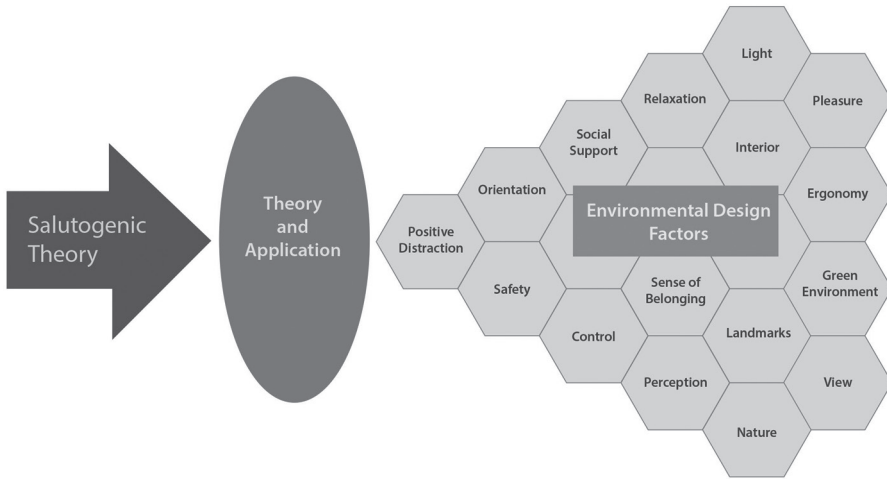 Salutogenic
Theory
Theory
and
Application
Positive
Distraction
Orientation
Safety
Social
Support
Control
Relaxation
Environmental Design
Factors
Sense of
Belonging
Perception
Light
Interior
Landmarks
Nature
Pleasure
Ergonomy
Green
Environment
View